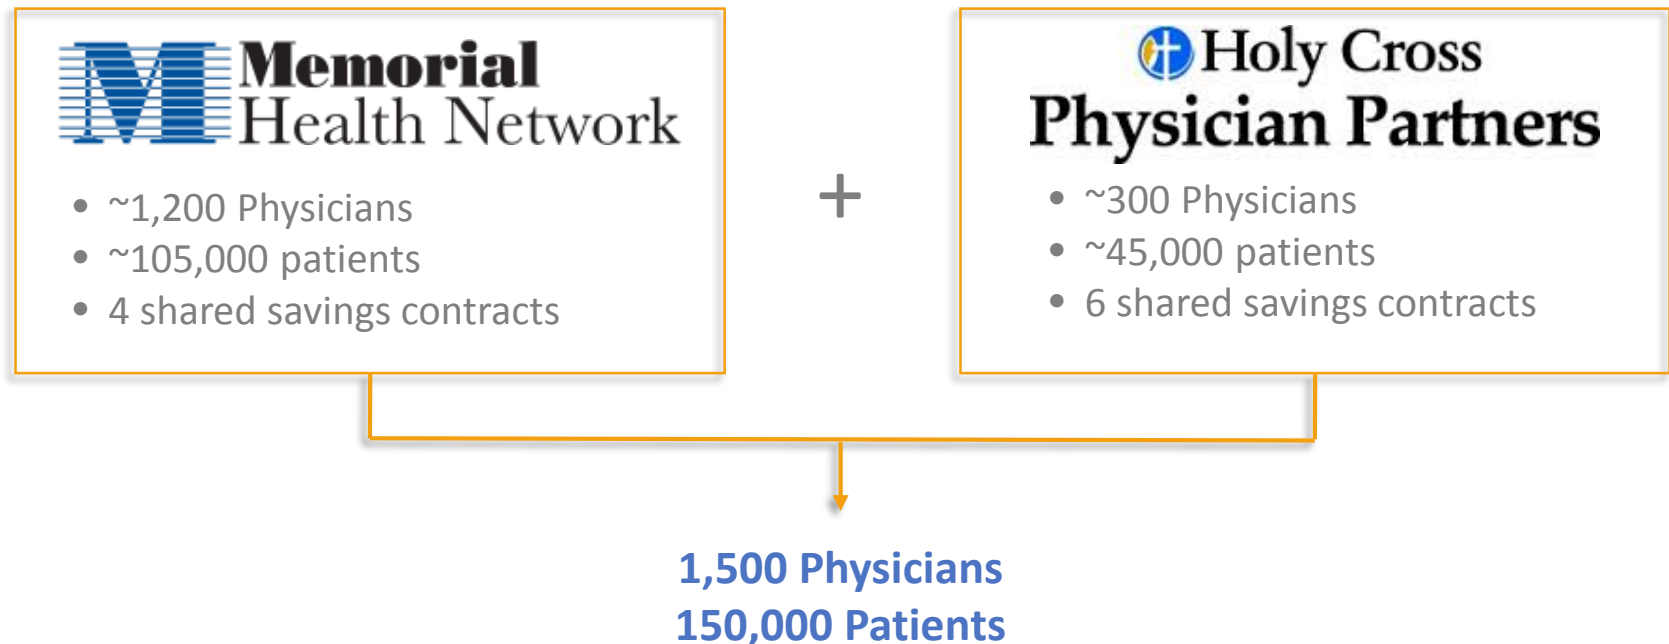 Memorial
Health Network
• ~1,200 Physicians
• ~105,000 patients
• 4 shared savings contracts
+
Holy Cross
Physician Partners
• ~300 Physicians
• ~45,000 patients
• 6 shared savings contracts
1,500 Physicians
150,000 Patients